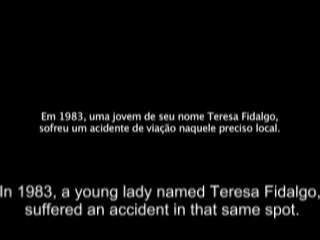 Em 1983, uma jovem de seu nome Teresa Fidalgo,
sofreu um acidente de viação naquele preciso local.
In 1983, a young lady named Teresa Fidalgo,
suffered an accident in that same spot.